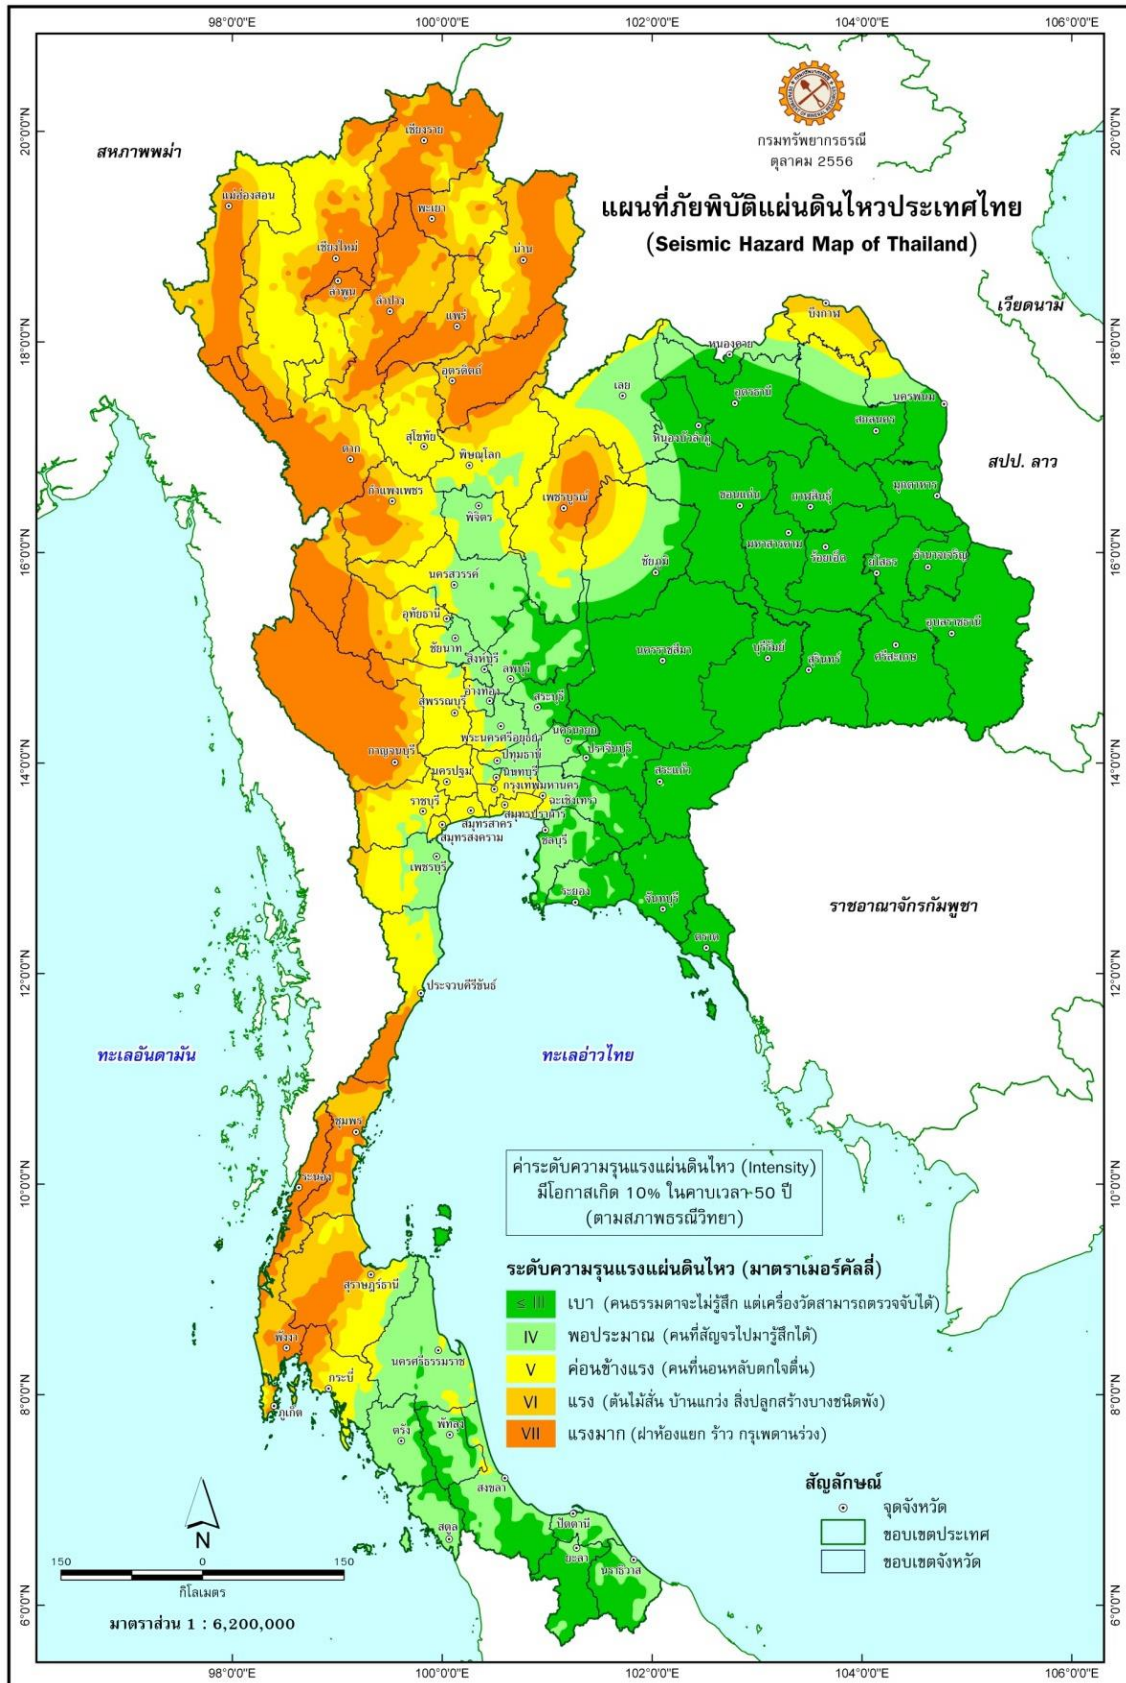 98°0'0"E
100°0'0"E
102°0'0"E
104°0'0"E
106°0'0"E
20°0'0"N
18°0'0"N
16°0'0"N
14°0'0"N
12°0'0"N
10°0'0"N
8°0'0"N
6°0'0"N
20°0'0"N
18°0'0"N
16°0'0"N
14°0'0"N
12°0'0"N
10°0'0"N
8°0'0"N
6°0'0"N
กรมทรัพยากรธรณี
ตุลาคม 2556
แผนที่ภัยพิบัติแผ่นดินไหวประเทศไทย
(Seismic Hazard Map of Thailand)
สหภาพพม่า
เวียดนาม
สปป. ลาว
ราชอาณาจักรกัมพูชา
ทะเลอันดามัน
ทะเลอ่าวไทย
เชียงราย
แม่ฮ่องสอน
พะเยา
เชียงใหม่
น่าน
ลำพูน
ลำปาง
แพร่
บึงกาฬ
หนองคาย
อุตรดิตถ์
เลย
อุดรธานี
นครพนม
สกลนคร
หนองบัวลำภู
สุโขทัย
ตาก
พิษณุโลก
กำแพงเพชร
พิจิตร
เพชรบูรณ์
ขอนแก่น
กาฬสินธุ์
มุกดาหาร
มหาสารคาม
ร้อยเอ็ด
ยโสธร
อำนาจเจริญ
ชัยภูมิ
นครสวรรค์
อุทัยธานี
ชัยนาท
อุบลราชธานี
สิงห์บุรี
ลพบุรี
นครราชสีมา
บุรีรัมย์
สุรินทร์
ศรีสะเกษ
อ่างทอง
สุพรรณบุรี
สระบุรี
พระนครศรีอยุธยา
นครนายก
ปราจีนบุรี
กาญจนบุรี
ปทุมธานี
นนทบุรี
นครปฐม
กรุงเทพมหานคร
สระแก้ว
ราชบุรี
ฉะเชิงเทรา
สมุทรปราการ
สมุทรสาคร
สมุทรสงคราม
ชลบุรี
เพชรบุรี
ระยอง
จันทบุรี
ตราด
ประจวบคีรีขันธ์
ชุมพร
ระนอง
สุราษฎร์ธานี
พังงา
นครศรีธรรมราช
กระบี่
ภูเก็ต
ตรัง
พัทลุง
สงขลา
สตูล
ปัตตานี
ยะลา
นราธิวาส
ค่าระดับความรุนแรงแผ่นดินไหว (Intensity)
มีโอกาสเกิด 10% ในคาบเวลา 50 ปี
(ตามสภาพธรณีวิทยา)
ระดับความรุนแรงแผ่นดินไหว (มาตราเมอร์คัลลี่)
≤ III เบา (คนธรรมดาจะไม่รู้สึก แต่เครื่องวัดสามารถตรวจจับได้)
IV พอประมาณ (คนที่สัญจรไปมารู้สึกได้)
V ค่อนข้างแรง (คนที่นอนหลับตกใจตื่น)
VI แรง (ต้นไม้สั่น บ้านแกว่ง สิ่งปลูกสร้างบางชนิดพัง)
VII แรงมาก (ฝาห้องแยก ร้าว กรุเพดานร่วง)
สัญลักษณ์
จุดจังหวัด
ขอบเขตประเทศ
ขอบเขตจังหวัด
N
150 0 150
กิโลเมตร
มาตราส่วน 1 : 6,200,000
98°0'0"E
100°0'0"E
102°0'0"E
104°0'0"E
106°0'0"E